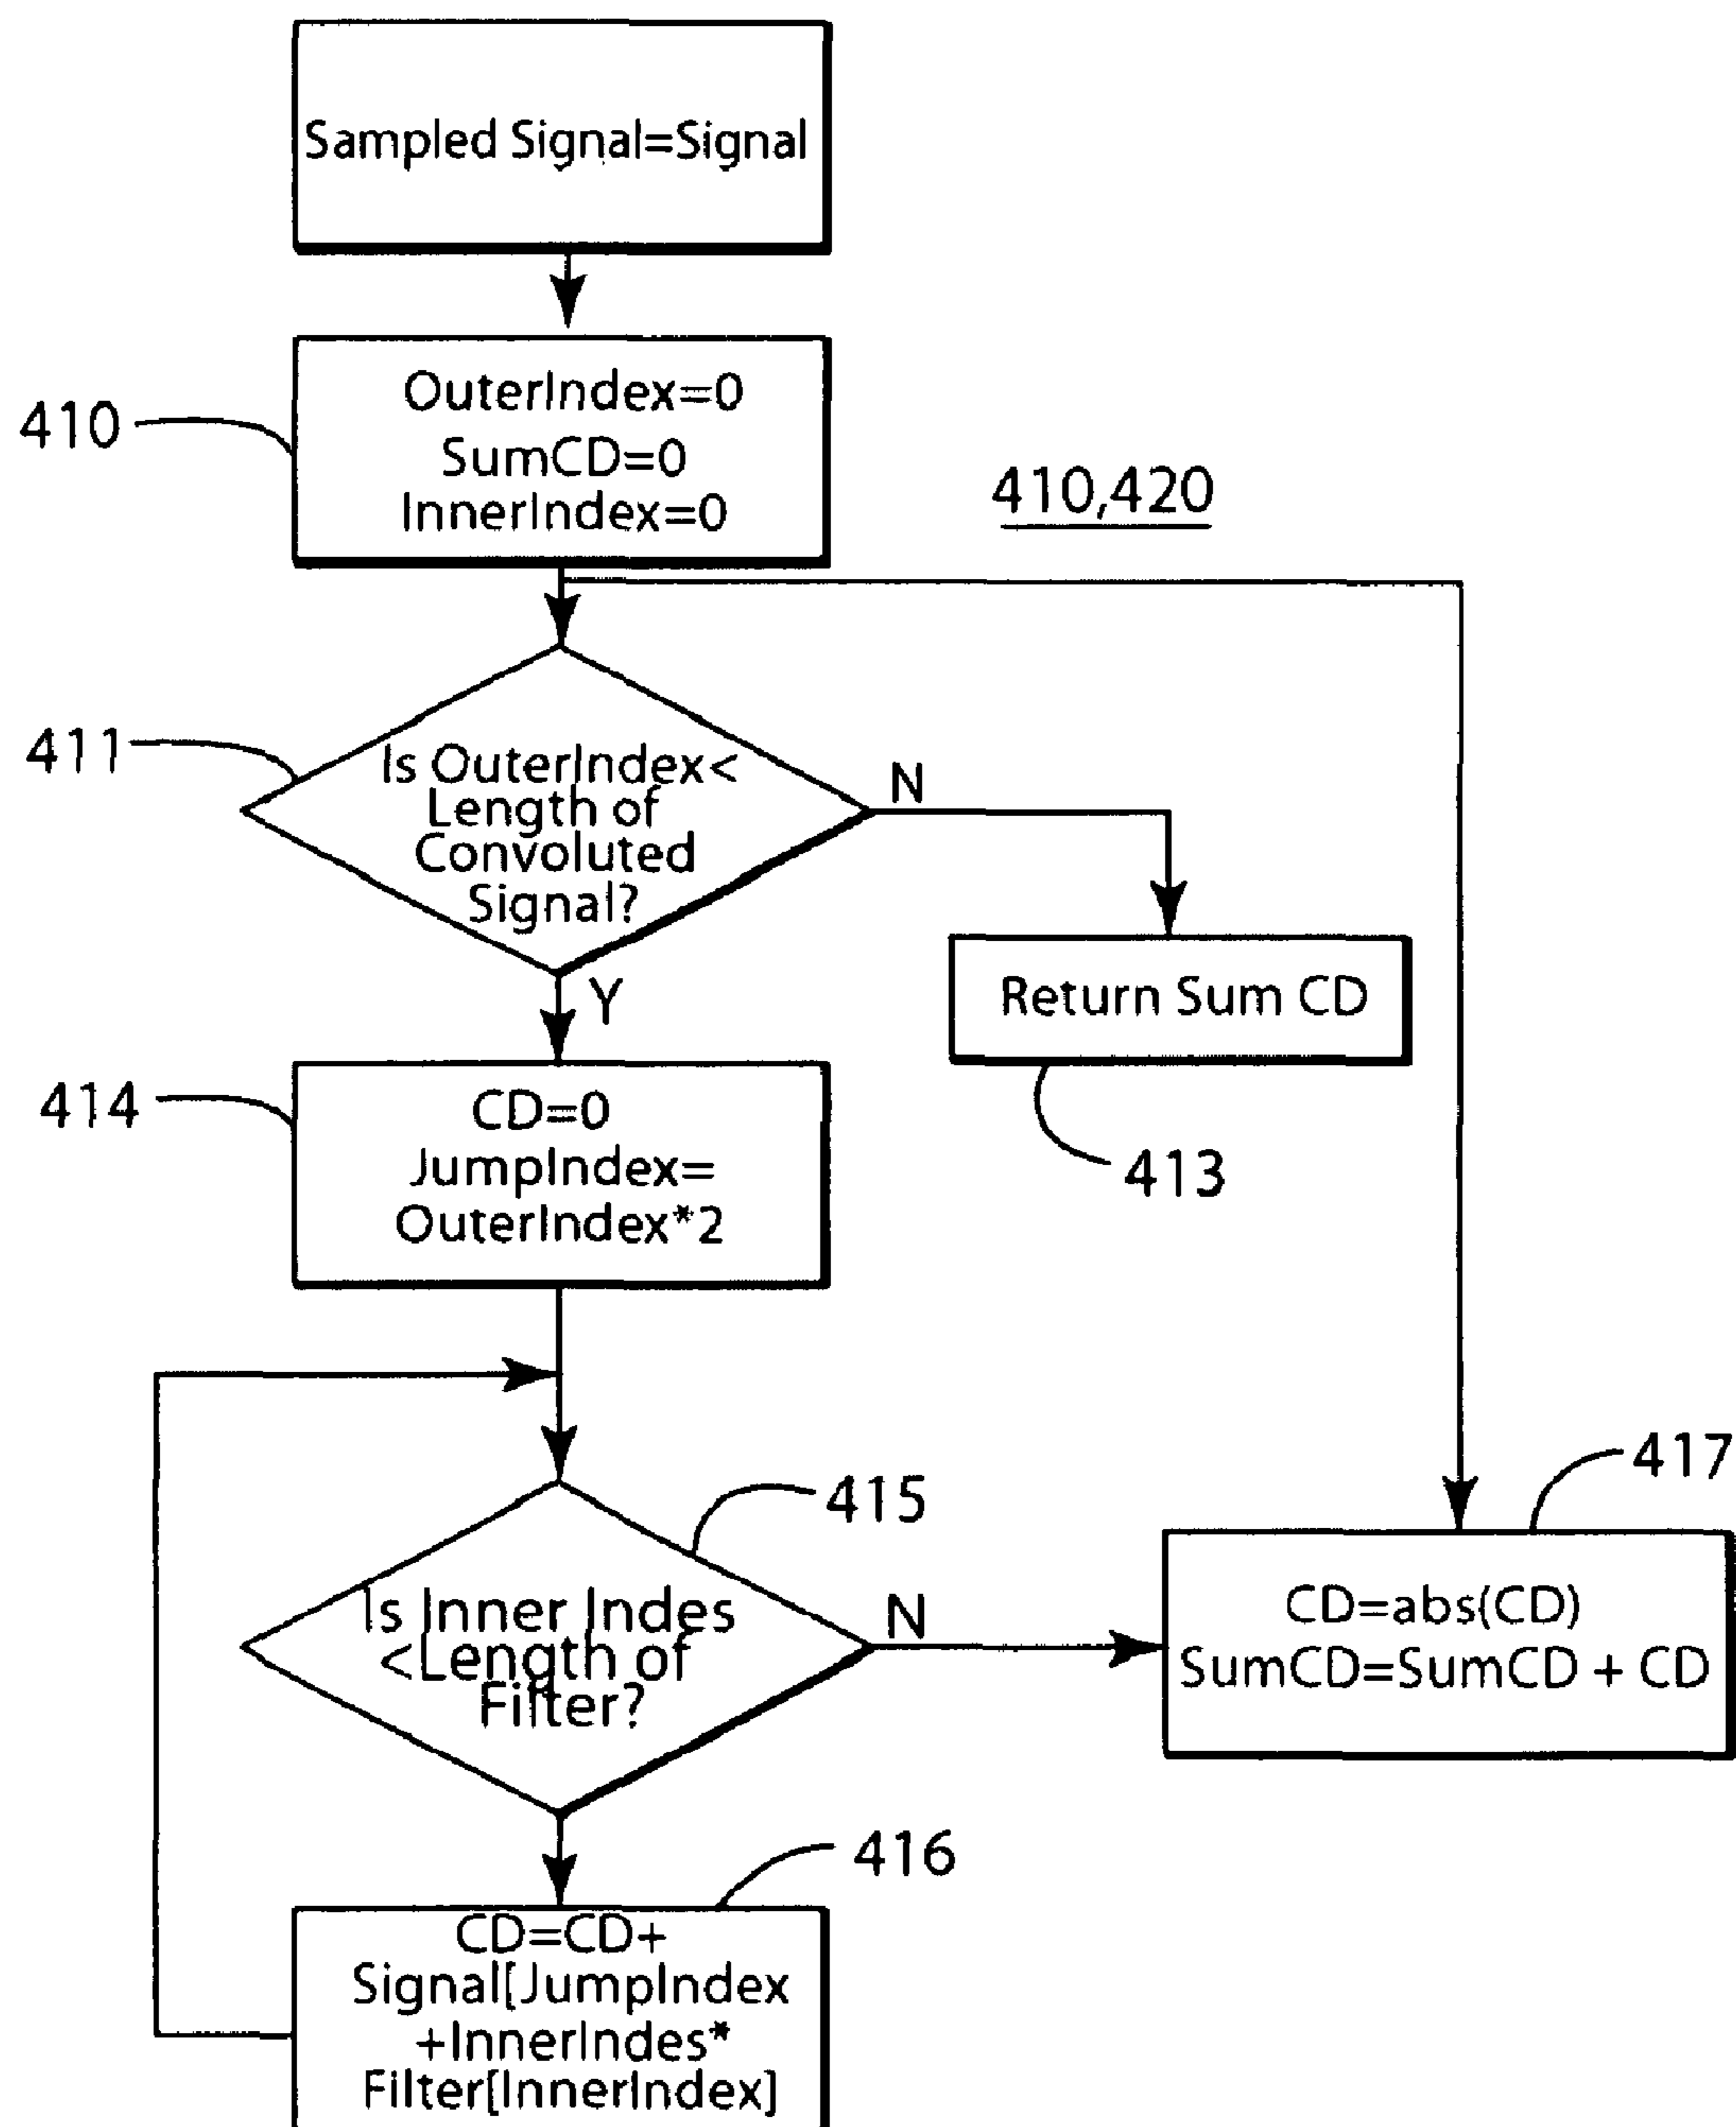 Sampled Signal=Signal
410
OuterIndex=0
SumCD=0
InnerIndex=0
410,420
411
Is OuterIndex<
Length of
Convoluted
Signal?
N
Y
Return Sum CD
413
414
CD=0
JumpIndex=
OuterIndex*2
415
Is Inner Indes
<Length of
Filter?
N
417
CD=abs(CD)
SumCD=SumCD + CD
416
CD=CD+
Signal[JumpIndex
+InnerIndes*
Filter[InnerIndex]